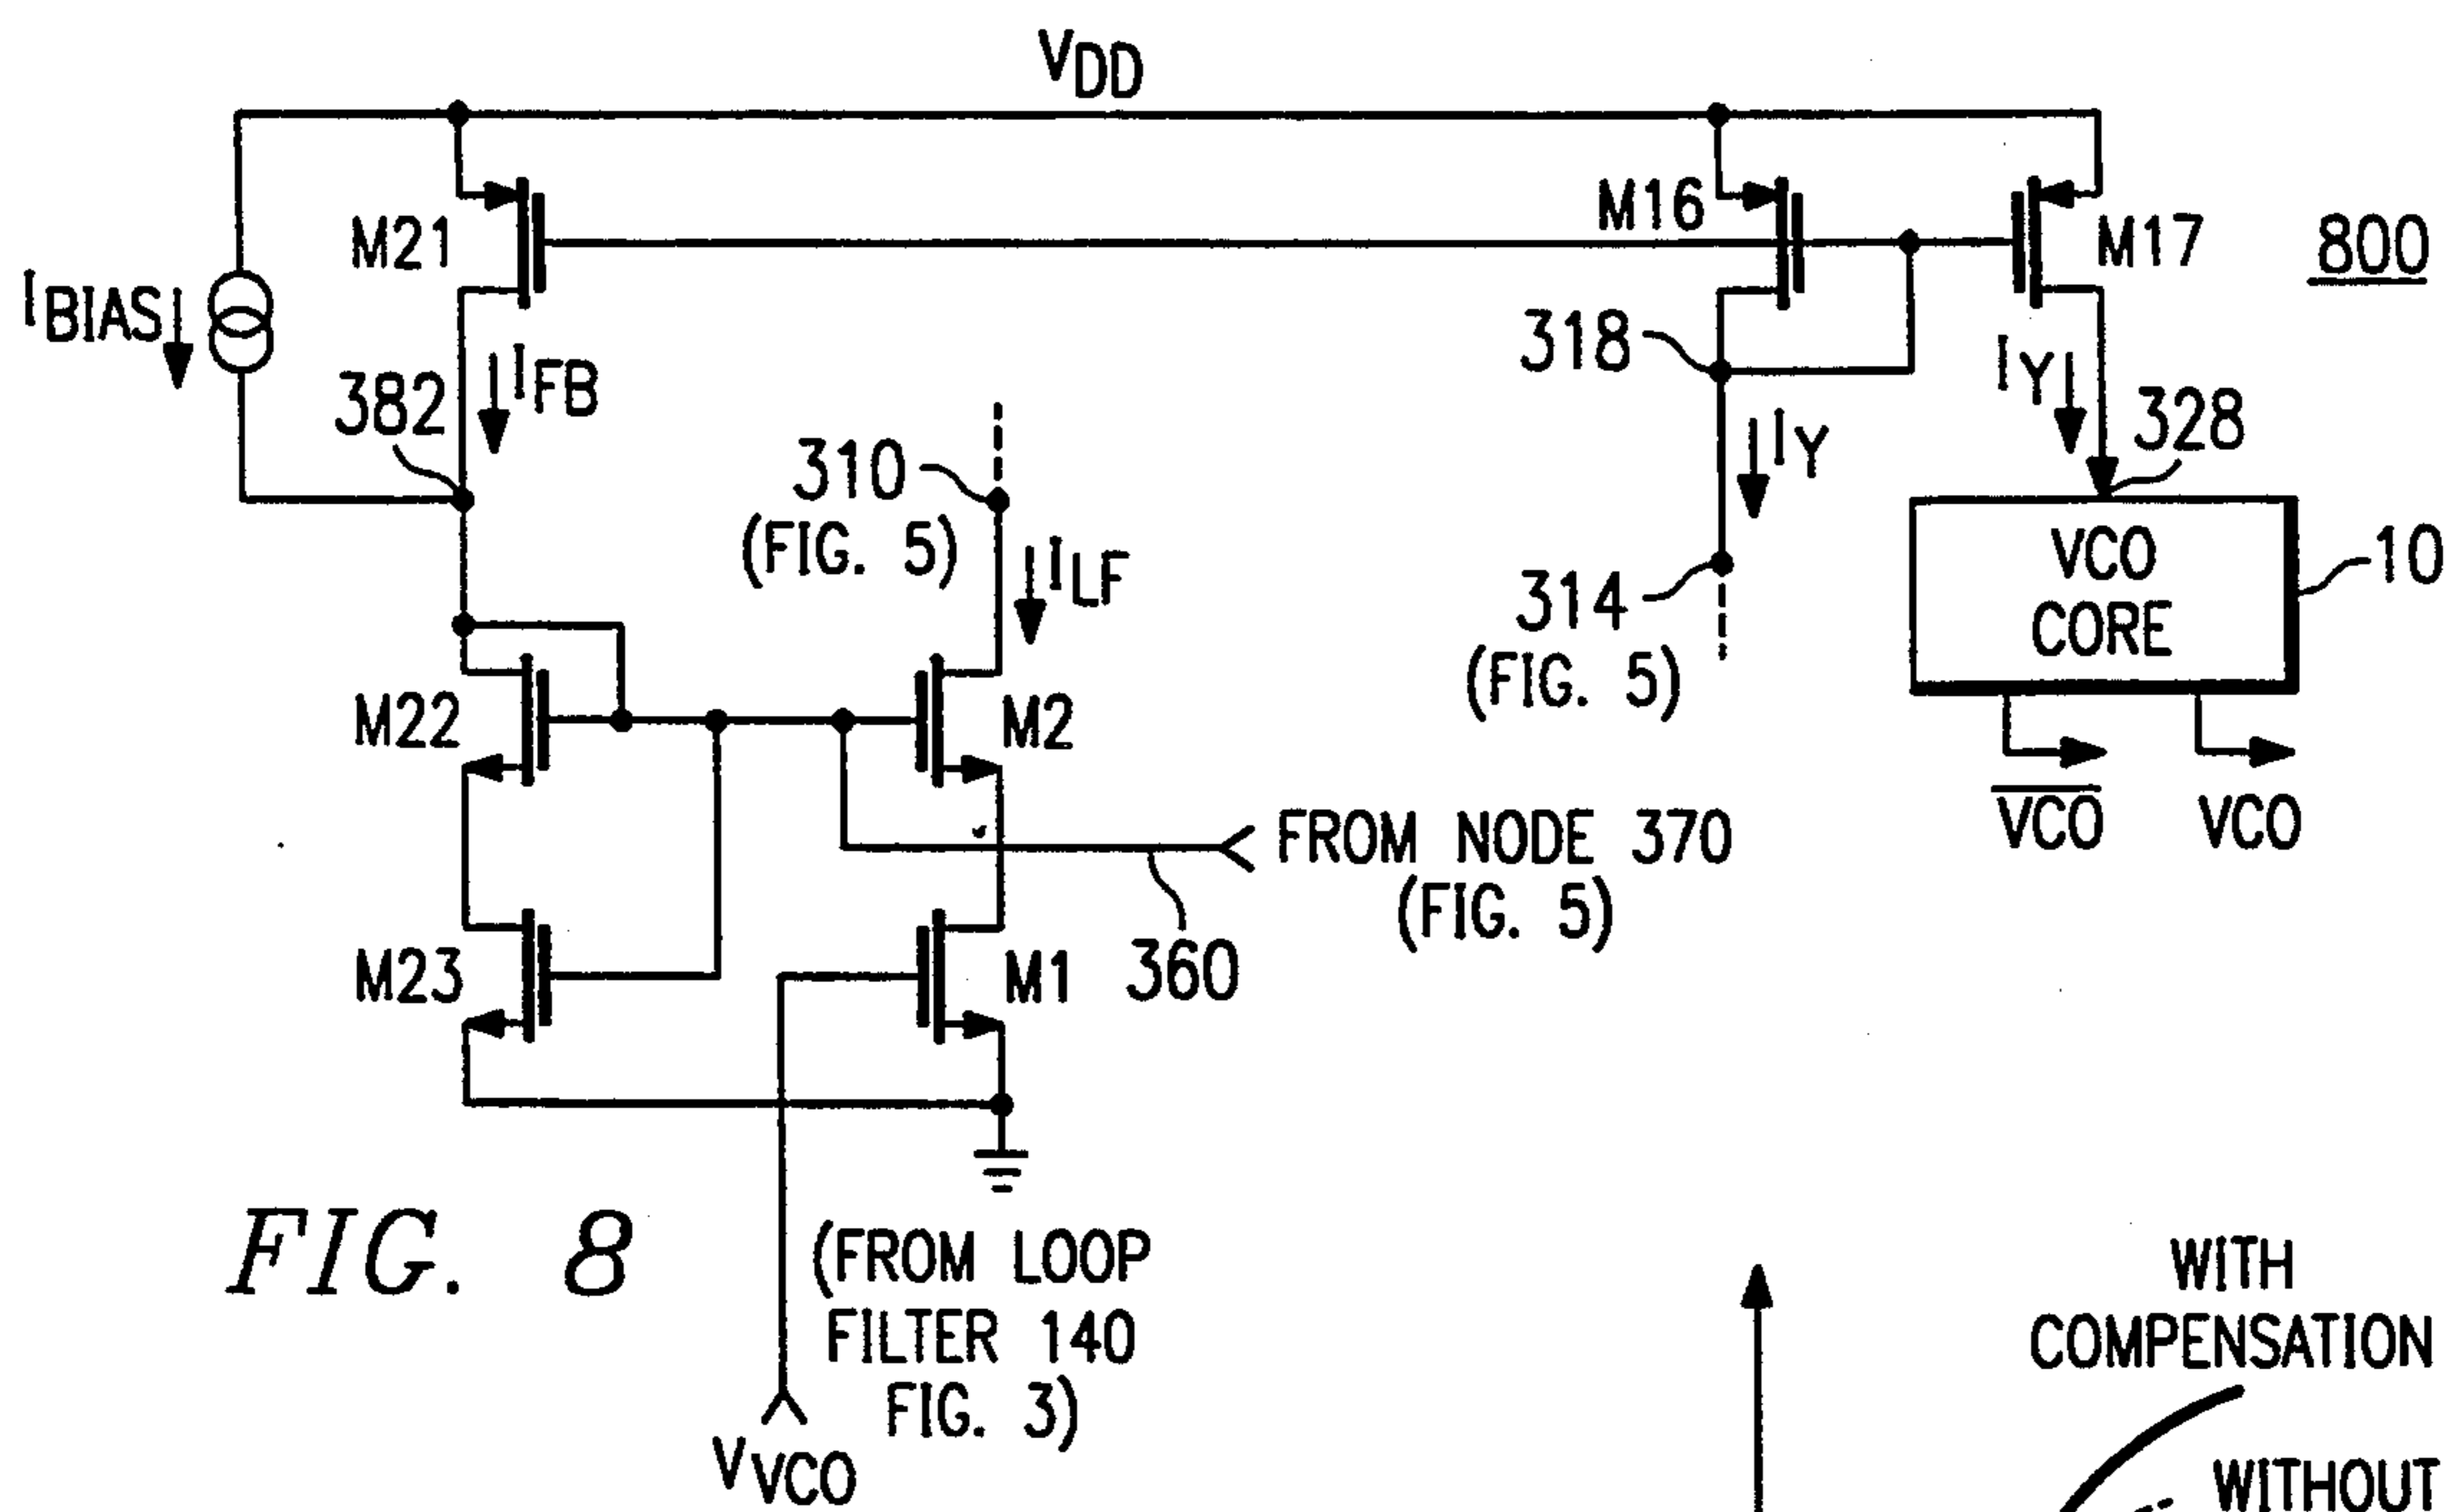 VDD
M16
M21
M17
800
IBIAS
318
IFB
IY
382
328
310
(FIG. 5)
IY
ILF
VCO
CORE
10
314
(FIG. 5)
M22
M2
VCO
VCO
FROM NODE 370
(FIG. 5)
M23
M1
360
FIG. 8
(FROM LOOP
FILTER 140
FIG. 3)
VVCO
WITH
COMPENSATION
WITHOUT